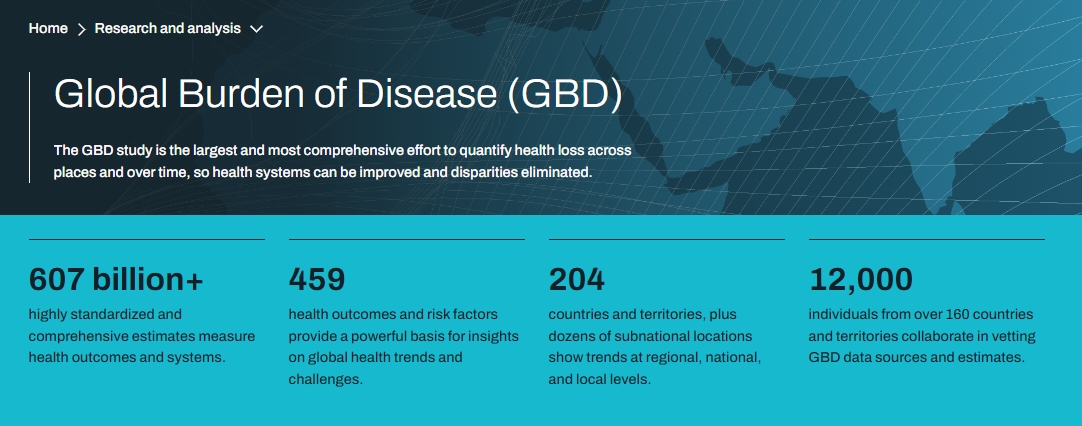 Home > Research and analysis
Global Burden of Disease (GBD)
The GBD study is the largest and most comprehensive effort to quantify health loss across
places and over time, so health systems can be improved and disparities eliminated.
607 billion+
highly standardized and
comprehensive estimates measure
health outcomes and systems.
459
health outcomes and risk factors
provide a powerful basis for insights
on global health trends and
challenges.
204
countries and territories, plus
dozens of subnational locations
show trends at regional, national,
and local levels.
12,000
individuals from over 160 countries
and territories collaborate in vetting
GBD data sources and estimates.